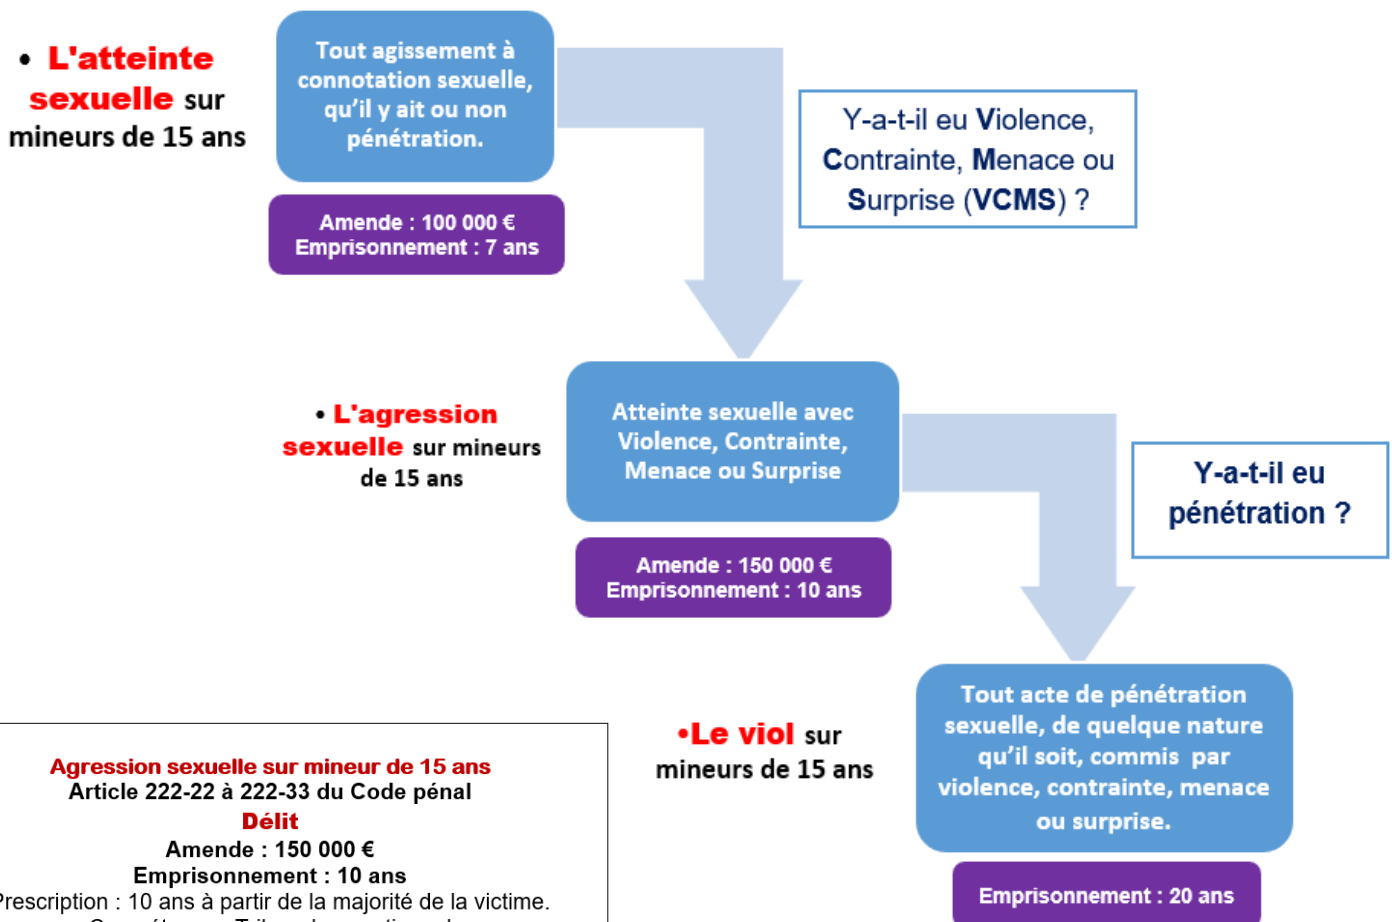 • L'atteinte
sexuelle sur
mineurs de 15 ans
Tout agissement à
connotation sexuelle,
qu'il y ait ou non
pénétration.
Amende : 100 000 €
Emprisonnement : 7 ans
Y-a-t-il eu Violence,
Contrainte, Menace ou
Surprise (VCMS) ?
• L'agression
sexuelle sur mineurs
de 15 ans
Atteinte sexuelle avec
Violence, Contrainte,
Menace ou Surprise
Amende : 150 000 €
Emprisonnement : 10 ans
Y-a-t-il eu
pénétration ?
•Le viol sur
mineurs de 15 ans
Tout acte de pénétration
sexuelle, de quelque nature
qu'il soit, commis  par
violence, contrainte, menace
ou surprise.
Emprisonnement : 20 ans
Agression sexuelle sur mineur de 15 ans
Article 222-22 à 222-33 du Code pénal
Délit
Amende : 150 000 €
Emprisonnement : 10 ans
Prescription : 10 ans à partir de la majorité de la victime.